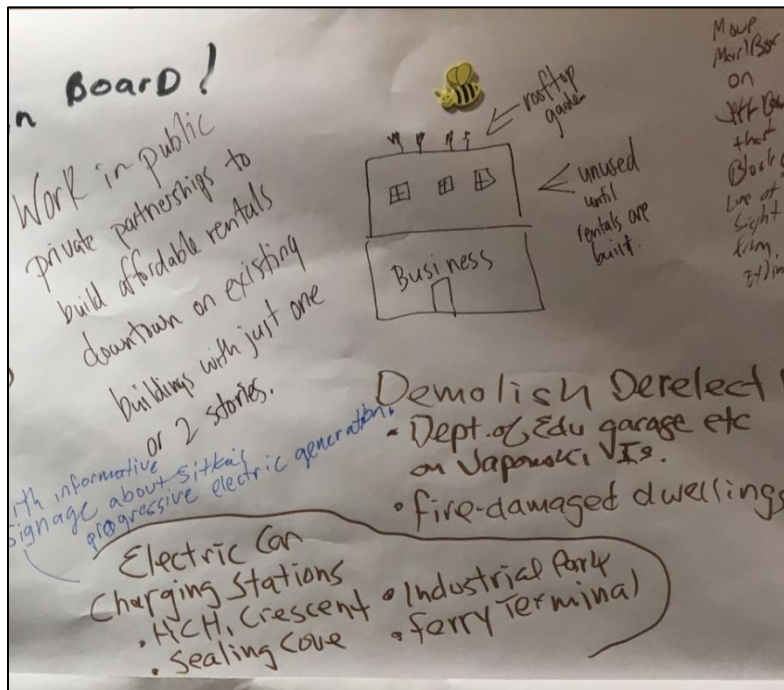 n BoarD!
Work in public
private partnerships to
build affordable rentals
downtown on existing
buildings with just one
or 2 stories.
rooftop
garden
unused
until
rentals are
built.
Business
Move
MailBox
on
that
Blocks
Line of
Sight
from
Demolish Derelect
• Dept. of Edu garage etc
on Japonski Is.
• fire-damaged dwellings
ith informative
signage about Sitka's
progressive electric generation.
Electric Car
Charging Stations
• HCH, Crescent
• Sealing Cove
• Industrial Park
• Ferry Terminal